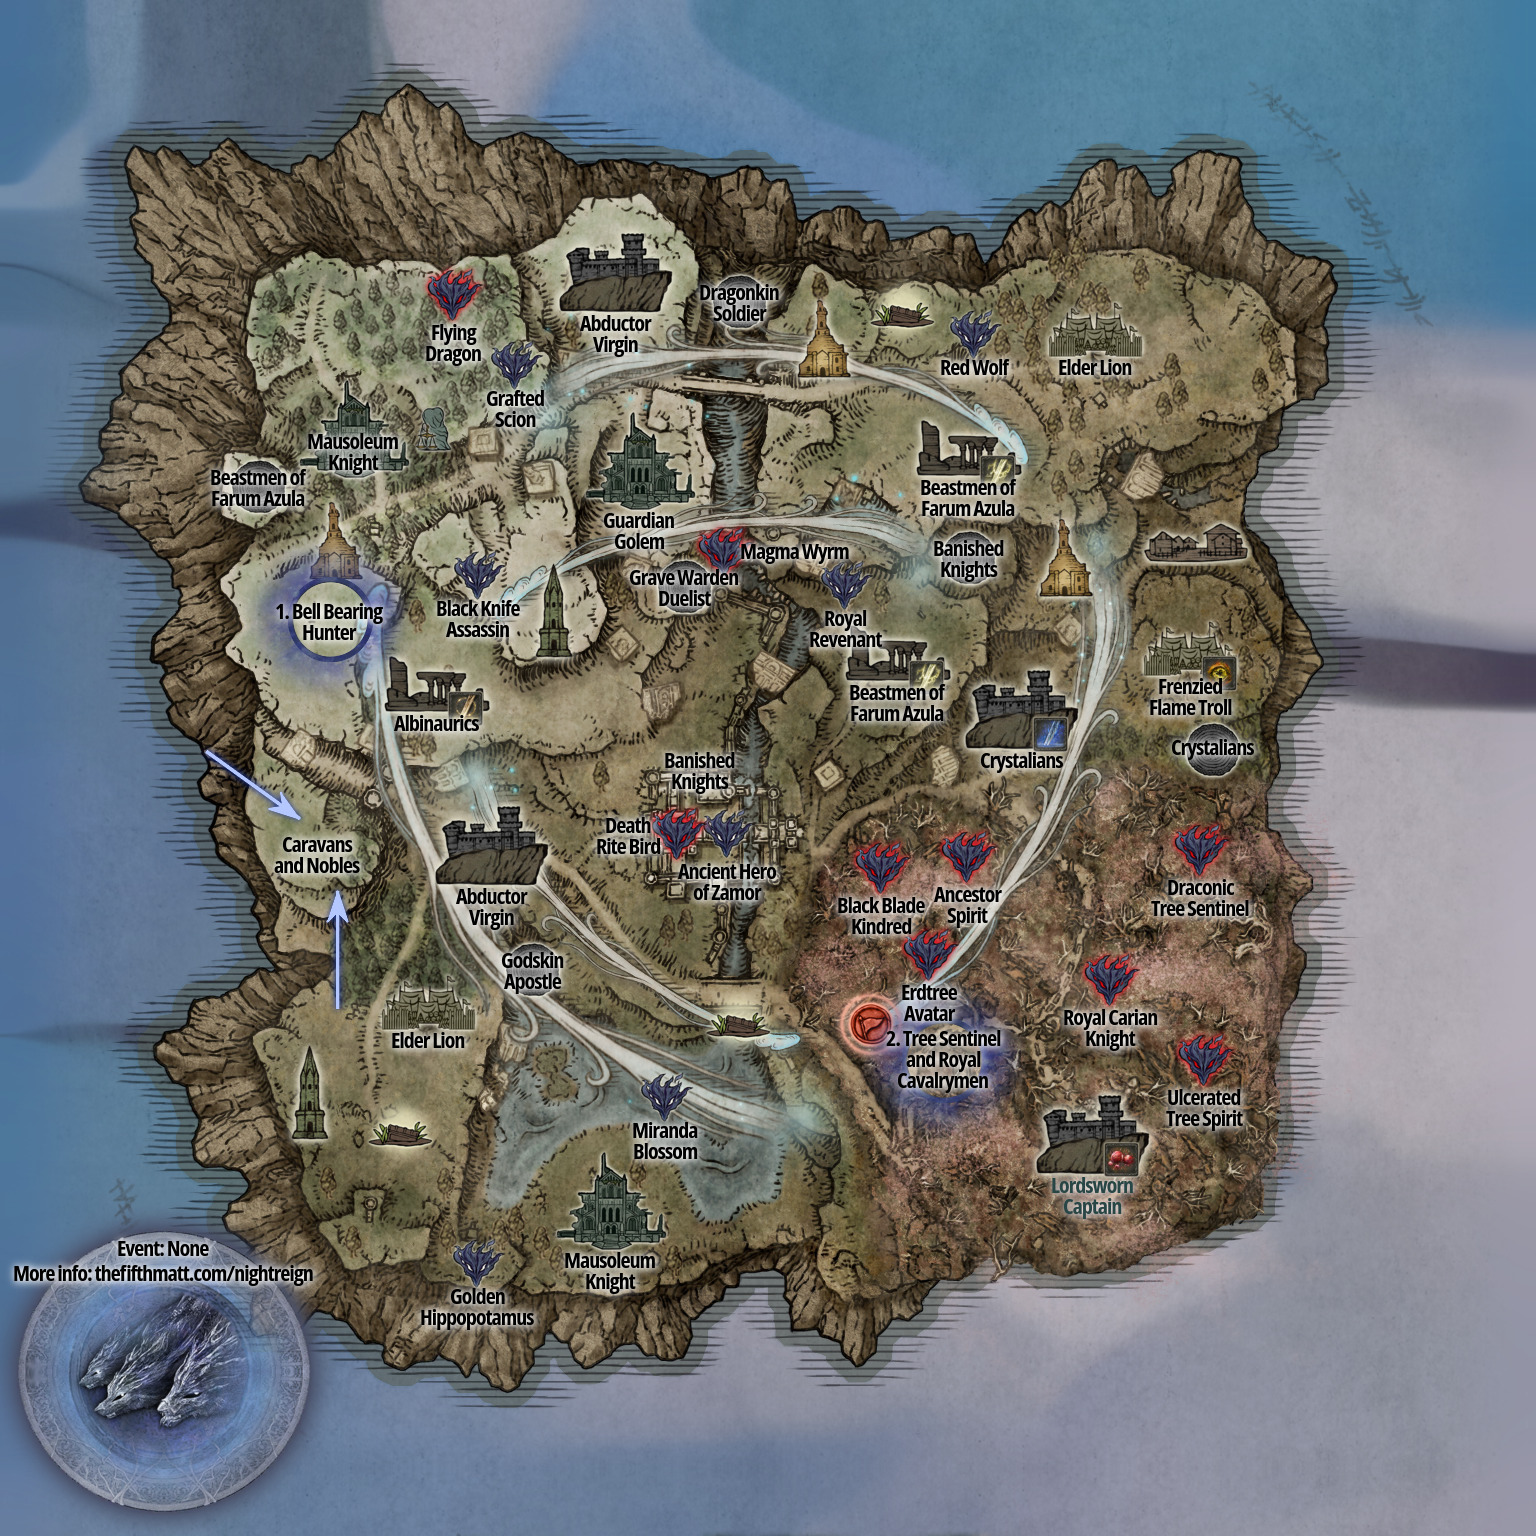 Flying
Dragon
Abductor
Virgin
Dragonkin
Soldier
Red Wolf
Elder Lion
Grafted
Scion
Mausoleum
Knight
Beastmen of
Farum Azula
Guardian
Golem
Beastmen of
Farum Azula
Magma Wyrm
Banished
Knights
Grave Warden
Duelist
1. Bell Bearing
Hunter
Black Knife
Assassin
Royal
Revenant
Albinaurics
Beastmen of
Farum Azula
Crystalians
Frenzied
Flame Troll
Crystalians
Banished
Knights
Caravans
and Nobles
Death
Rite Bird
Ancient Hero
of Zamor
Abductor
Virgin
Black Blade
Kindred
Ancestor
Spirit
Draconic
Tree Sentinel
Godskin
Apostle
Elder Lion
Erdtree
Avatar
2. Tree Sentinel
and Royal
Cavalrymen
Royal Carian
Knight
Ulcerated
Tree Spirit
Miranda
Blossom
Lordsworn
Captain
Mausoleum
Knight
Golden
Hippopotamus
Event: None
More info: thefifthmatt.com/nightreign